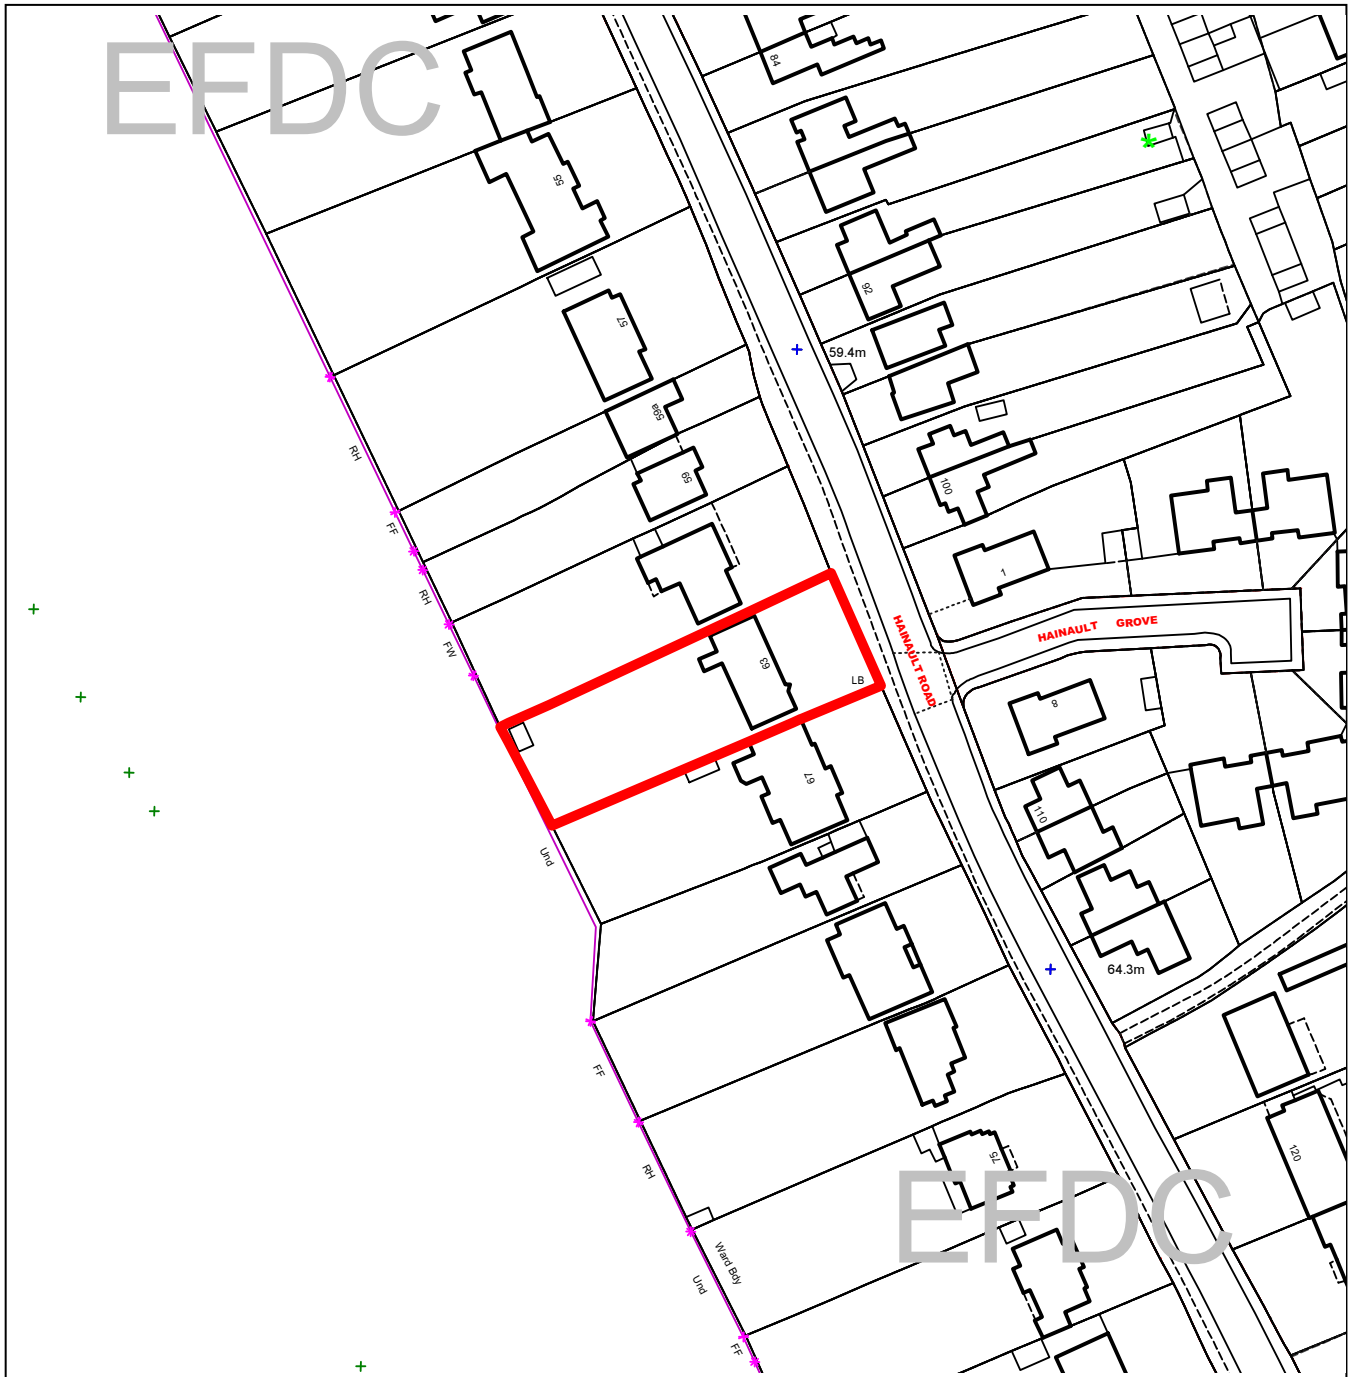 EFDC
84
55
57
92
59.4m
59a
59
100
1
RH
FF
RH
FW
HAINAULT ROAD
HAINAULT GROVE
63
LB
8
67
110
Und
64.3m
FF
75
120
RH
EFDC
Ward Bdy
Und
FF